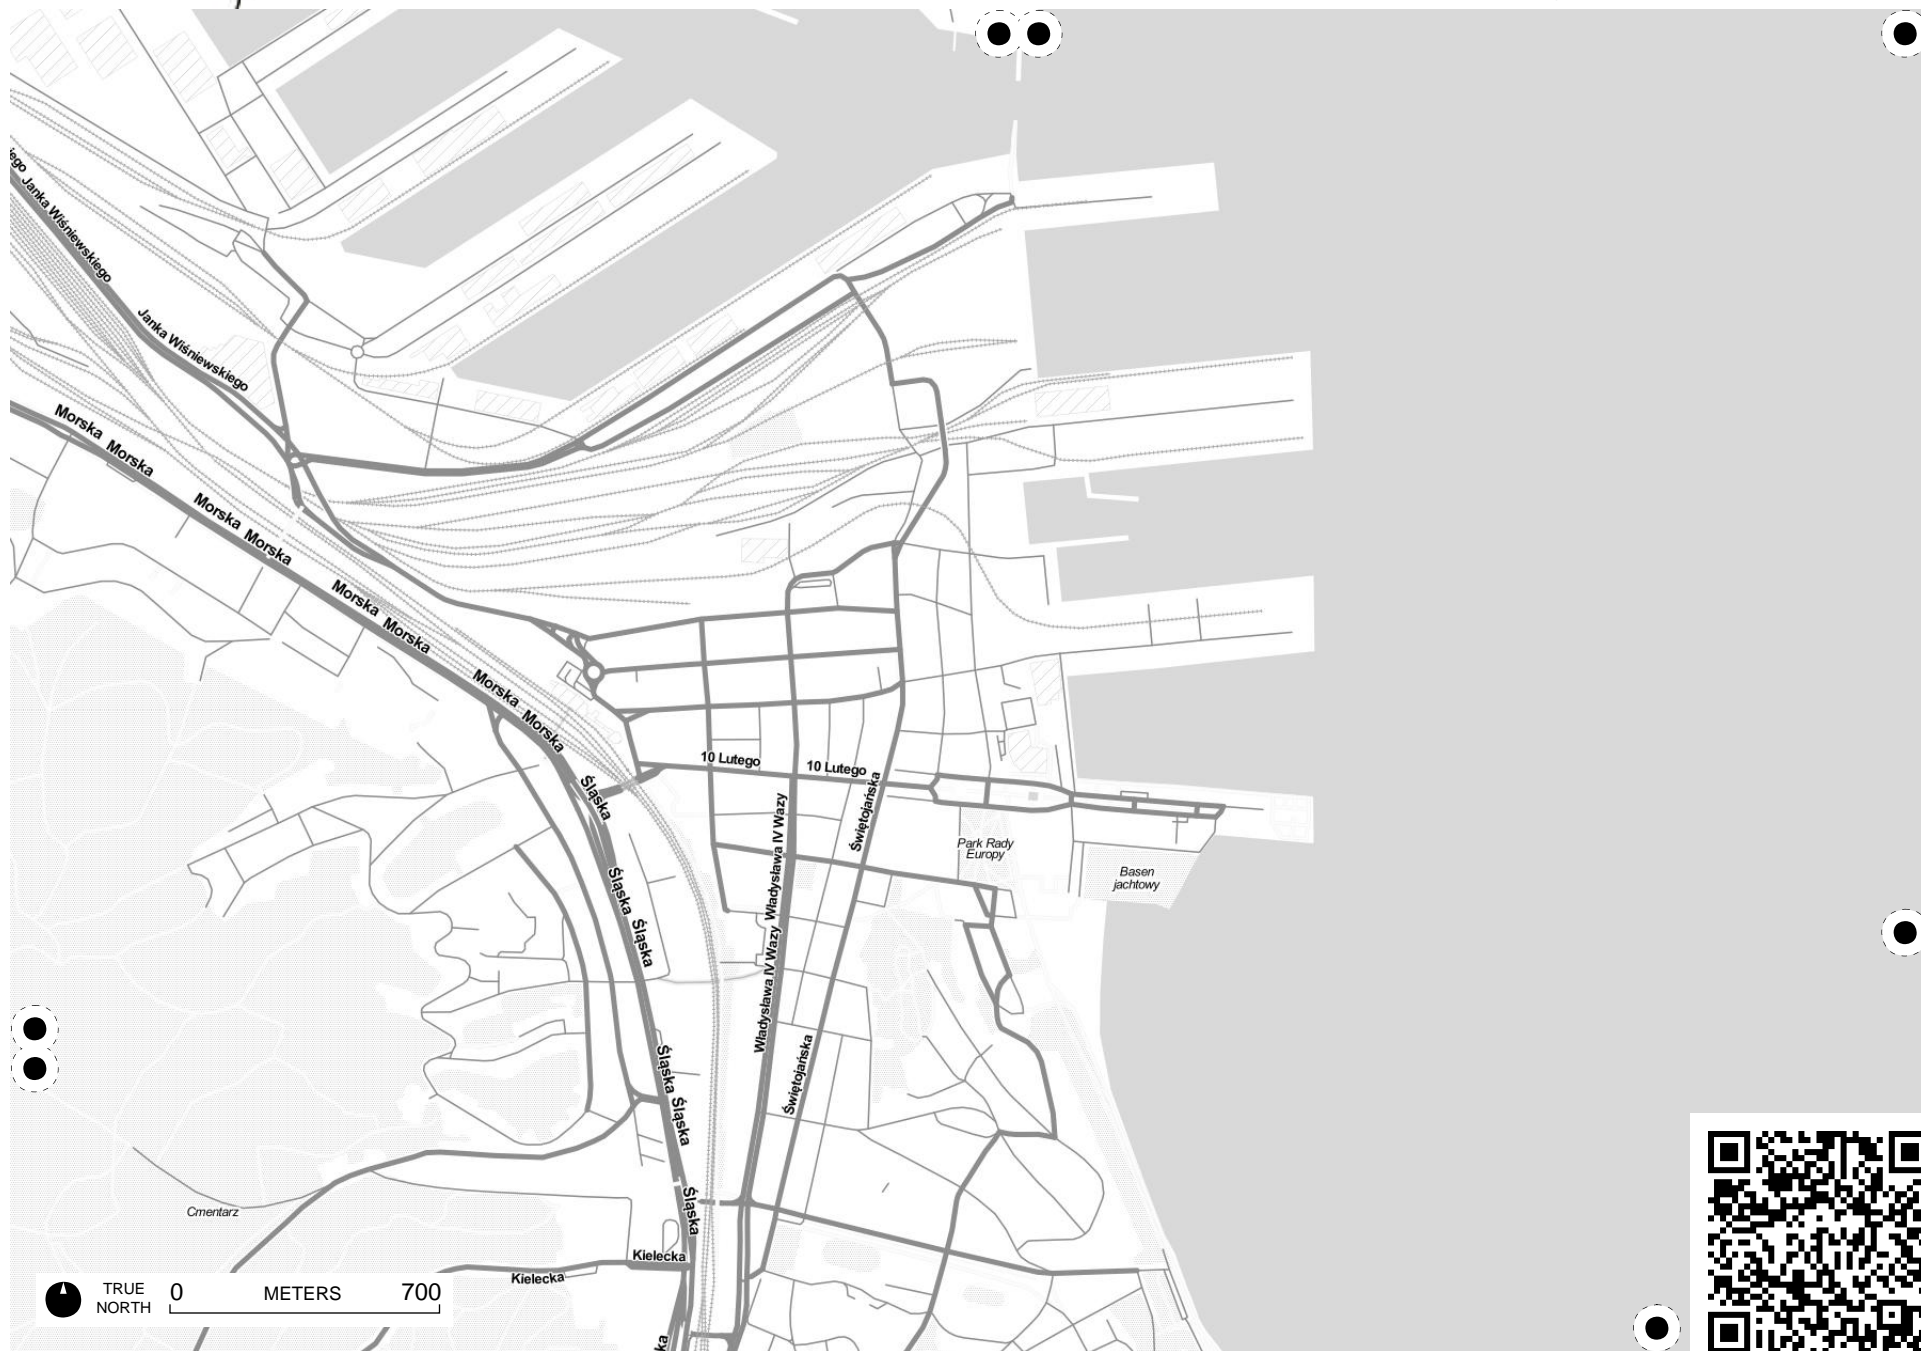 Janka Wiśniewskiego
Janka Wiśniewskiego
Morska Morska
Morska Morska
Morska Morska
Morska Morska
Śląska
10 Lutego 10 Lutego
Świętojańska
Władysława IV Wazy
Władysława IV Wazy
Park Rady
Europy
Basen
jachtowy
Śląska Śląska
Śląska Śląska
Świętojańska
Śląska
Cmentarz
Kielecka
Kielecka
TRUE
NORTH
0 METERS 700